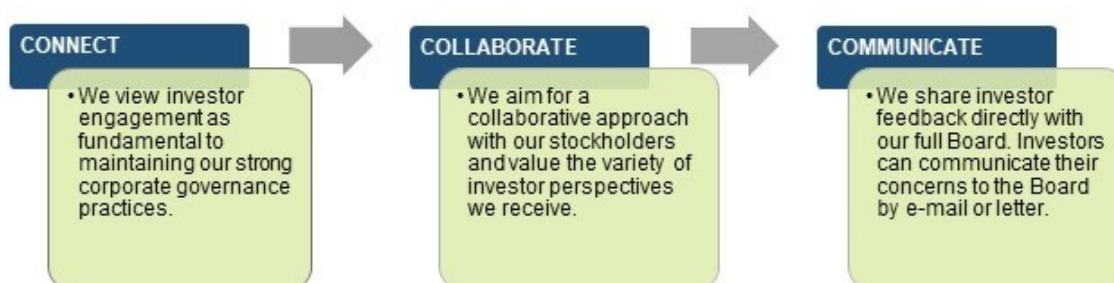 CONNECT
• We view investor
engagement as
fundamental to
maintaining our strong
corporate governance
practices.
COLLABORATE
• We aim for a
collaborative approach
with our stockholders
and value the variety of
investor perspectives
we receive.
COMMUNICATE
• We share investor
feedback directly with
our full Board. Investors
can communicate their
concerns to the Board
by e-mail or letter.